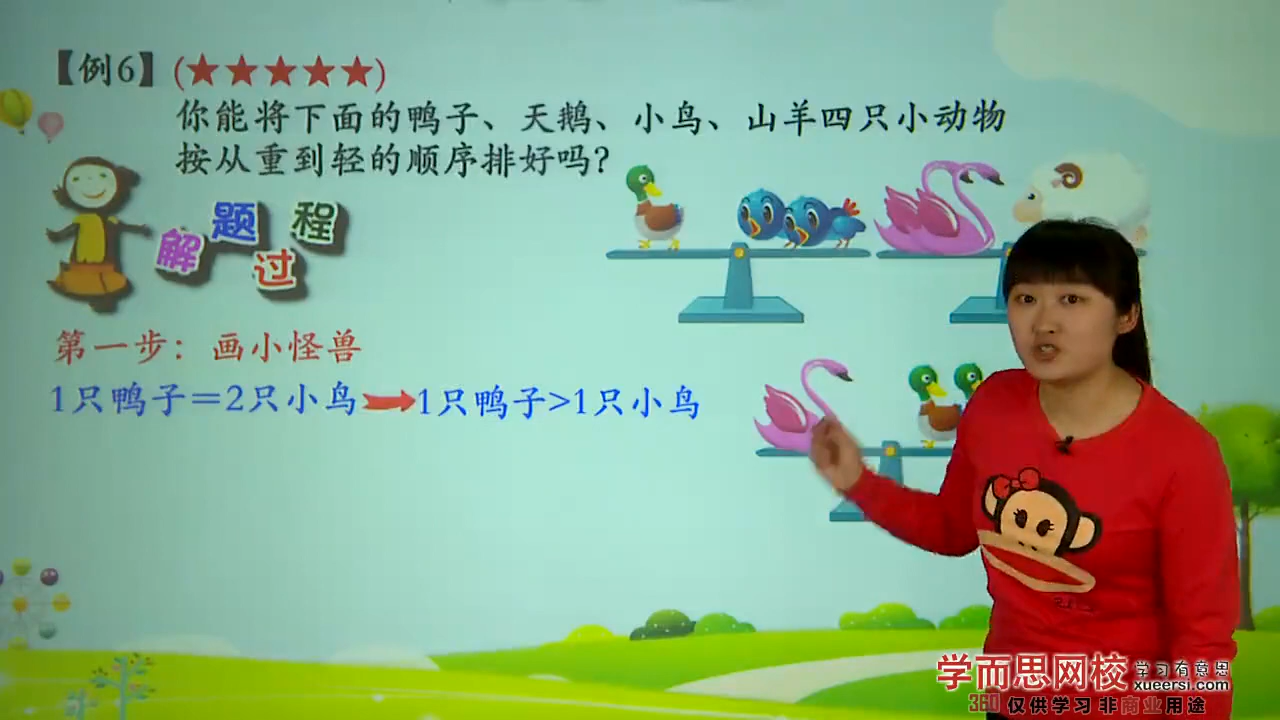 【例6】(★★★★★)
你能将下面的鸭子、天鹅、小鸟、山羊四只小动物
按从重到轻的顺序排好吗？
解题过程
第一步：画小怪兽
1只鸭子=2只小鸟→1只鸭子>1只小鸟
学而思网校 学习有意思
xueersi.com
360 仅供学习 非商业用途